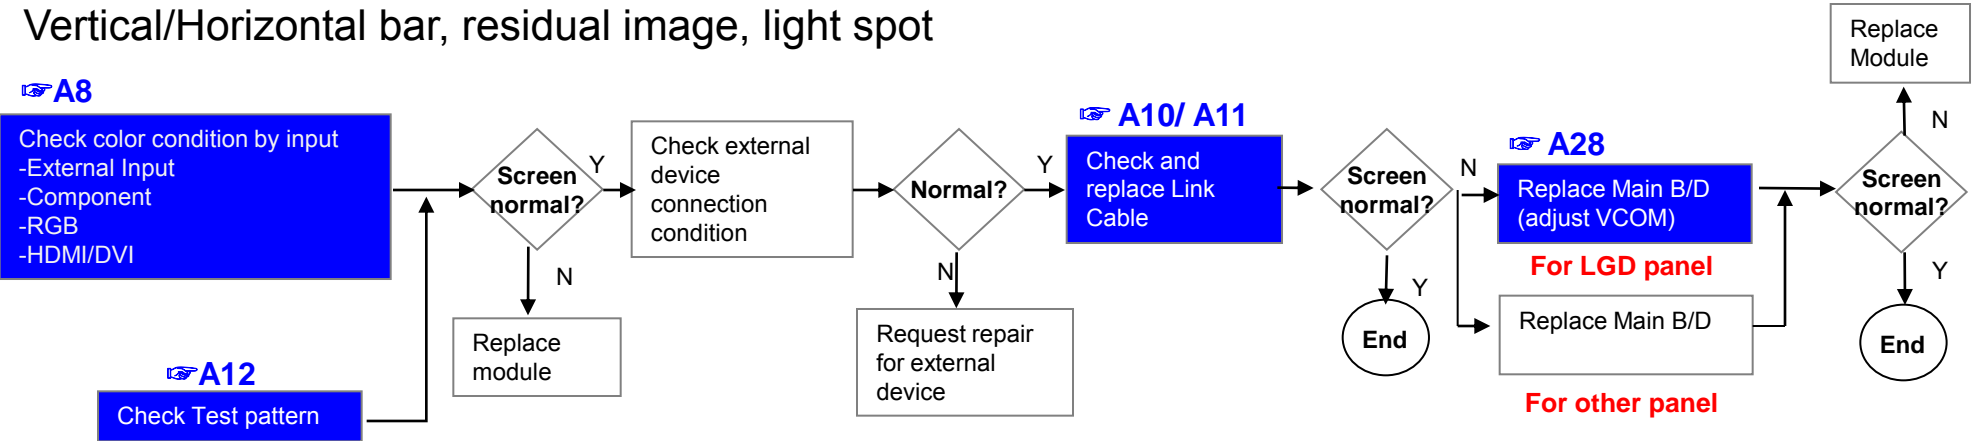 Vertical/Horizontal bar, residual image, light spot
☞A8
Check color condition by input
-External Input
-Component
-RGB
-HDMI/DVI
☞A12
Check Test pattern
Screen
normal?
Y
N
Replace
module
Check external
device
connection
condition
Normal?
Y
N
Request repair
for external
device
☞ A10/ A11
Check and
replace Link
Cable
Screen
normal?
N
Y
End
☞ A28
Replace Main B/D
(adjust VCOM)
For LGD panel
Replace Main B/D
For other panel
Screen
normal?
N
Replace
Module
Y
End